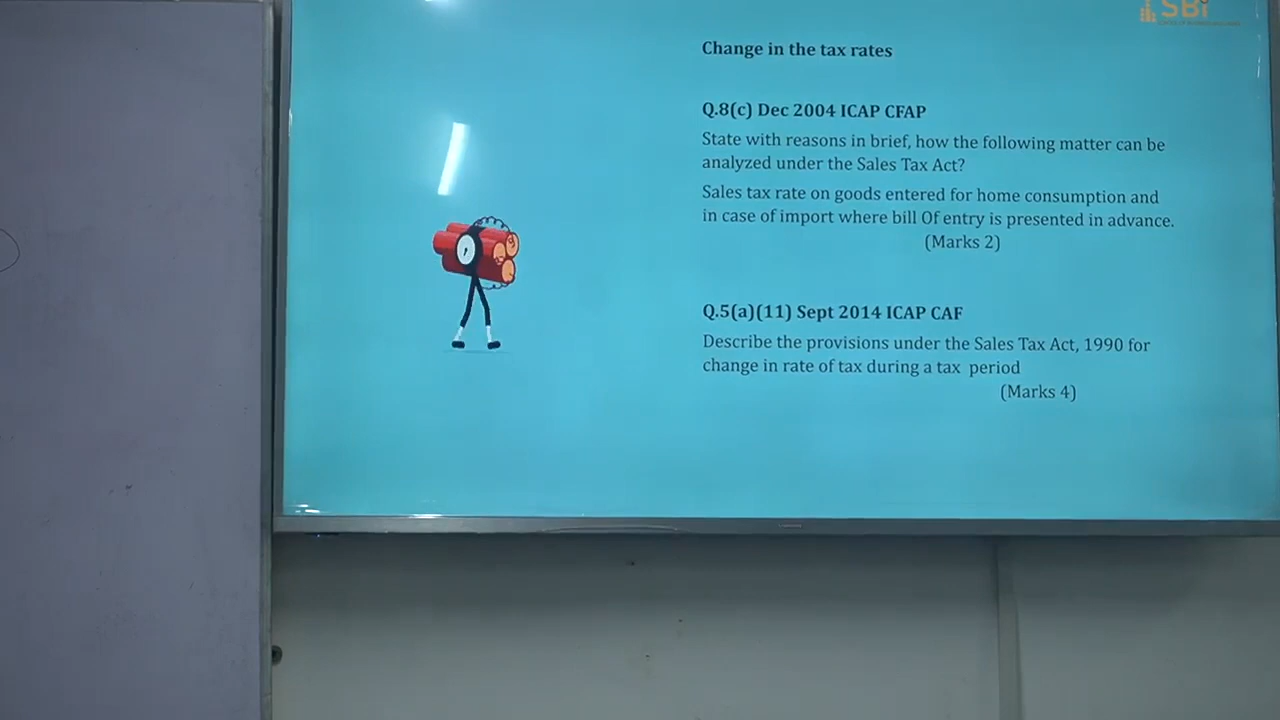 SBI
Change in the tax rates
Q.8(c) Dec 2004 ICAP CFAP
State with reasons in brief, how the following matter can be
analyzed under the Sales Tax Act?
Sales tax rate on goods entered for home consumption and
in case of import where bill Of entry is presented in advance.
(Marks 2)
Q.5(a)(11) Sept 2014 ICAP CAF
Describe the provisions under the Sales Tax Act, 1990 for
change in rate of tax during a tax period
(Marks 4)